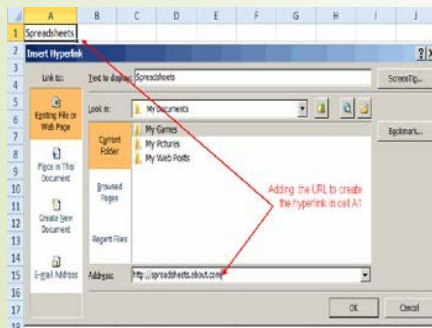 A B C D E F G H I J
1 Spreadsheets
2 Insert Hyperlink ? X
3 Link to: Text to display: Spreadsheets ScreenTip...
4
5 Existing File or Web Page Look in: My Documents
6 Bookmark...
7 Current Folder My Games
My Pictures
8 Place in This Document My Web Posts
9
10 Browsed Pages Adding the URL to create
11 Create New Document the hyperlink in cell A1
12
13 Recent Files
14
15 E-mail Address Address: http://spreadsheets.about.com
16
17 OK Cancel
18